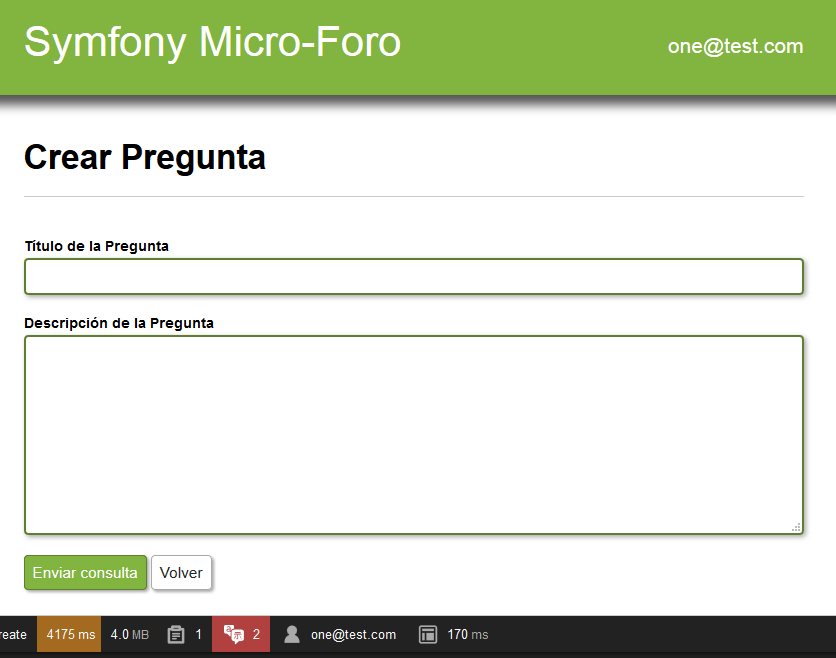 Symfony Micro-Foro
one@test.com
Crear Pregunta
Título de la Pregunta
Descripción de la Pregunta
Enviar consulta Volver
reate 4175 ms 4.0 MB 1 2 one@test.com 170 ms